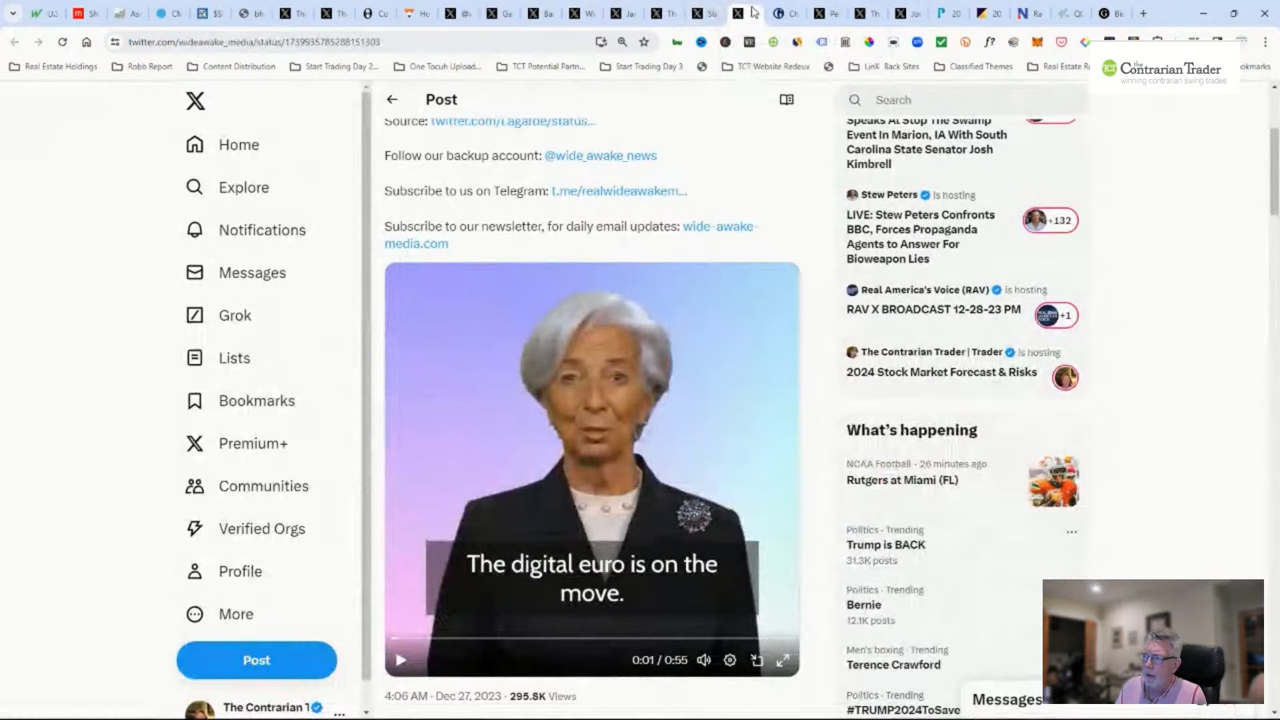 twitter.com/wideawake_media/status/1739935785288151303
Real Estate Holdings
Robb Report
Content Distribution
Start Trading Day 2...
One Tocuh Upload...
TCT Potential Partn...
Start Trading Day 3
TCT Website Redeux
LinK Back Sites
Classified Themes
TCT
the
Contrarian Trader
winning contrarian swing trades
Post
Search
Home
Explore
Notifications
Messages
Grok
Lists
Bookmarks
Premium+
Communities
Verified Orgs
Profile
More
Post
The Contrarian T
Source: twitter.com/Lagarde/status...
Follow our backup account: @wide_awake_news
Subscribe to us on Telegram: t.me/realwideawakem...
Subscribe to our newsletter, for daily email updates: wide-awake-
media.com
The digital euro is on the
move.
0:01 / 0:55
4:06 AM · Dec 27, 2023 · 295.8K Views
Speaks At Stop The Swamp
Event In Marion, IA With South
Carolina State Senator Josh
Kimbrell
Stew Peters is hosting
LIVE: Stew Peters Confronts
BBC, Forces Propaganda
Agents to Answer For
Bioweapon Lies
+132
Real America's Voice (RAV) is hosting
RAV X BROADCAST 12-28-23 PM
+1
The Contrarian Trader | Trader is hosting
2024 Stock Market Forecast & Risks
What's happening
NCAA Football · 26 minutes ago
Rutgers at Miami (FL)
Politics · Trending
Trump is BACK
31.3K posts
Politics · Trending
Bernie
12.1K posts
Men's boxing · Trending
Terence Crawford
Politics · Trending
#TRUMP2024ToSave
Messages